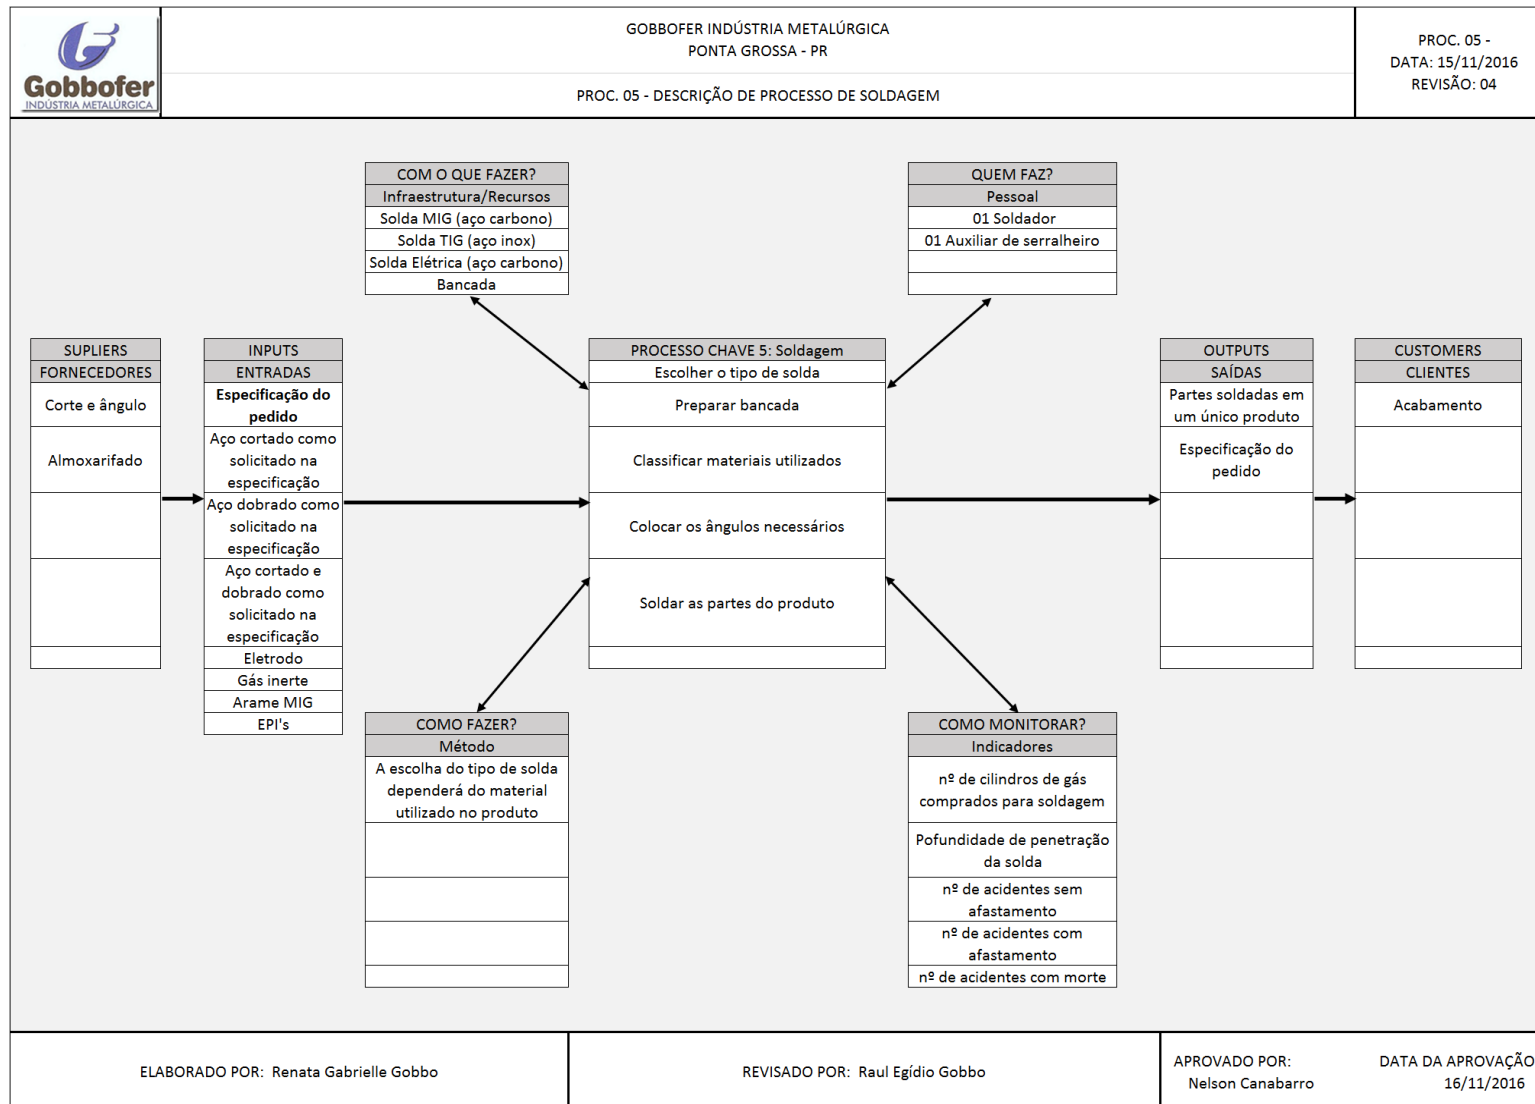 Gobbofer
INDÚSTRIA METALÚRGICA
GOBBOFER INDÚSTRIA METALÚRGICA
PONTA GROSSA - PR
PROC. 05 - DESCRIÇÃO DE PROCESSO DE SOLDAGEM
PROC. 05 -
DATA: 15/11/2016
REVISÃO: 04
COM O QUE FAZER?
Infraestrutura/Recursos
Solda MIG (aço carbono)
Solda TIG (aço inox)
Solda Elétrica (aço carbono)
Bancada
QUEM FAZ?
Pessoal
01 Soldador
01 Auxiliar de serralheiro
SUPLIERS
FORNECEDORES
Corte e ângulo
Almoxarifado
INPUTS
ENTRADAS
Especificação do
pedido
Aço cortado como
solicitado na
especificação
Aço dobrado como
solicitado na
especificação
Aço cortado e
dobrado como
solicitado na
especificação
Eletrodo
Gás inerte
Arame MIG
EPI's
PROCESSO CHAVE 5: Soldagem
Escolher o tipo de solda
Preparar bancada
Classificar materiais utilizados
Colocar os ângulos necessários
Soldar as partes do produto
OUTPUTS
SAÍDAS
Partes soldadas em
um único produto
Especificação do
pedido
CUSTOMERS
CLIENTES
Acabamento
COMO FAZER?
Método
A escolha do tipo de solda
dependerá do material
utilizado no produto
COMO MONITORAR?
Indicadores
nº de cilindros de gás
comprados para soldagem
Pofundidade de penetração
da solda
nº de acidentes sem
afastamento
nº de acidentes com
afastamento
nº de acidentes com morte
ELABORADO POR: Renata Gabrielle Gobbo
REVISADO POR: Raul Egídio Gobbo
APROVADO POR:
Nelson Canabarro
DATA DA APROVAÇÃO
16/11/2016